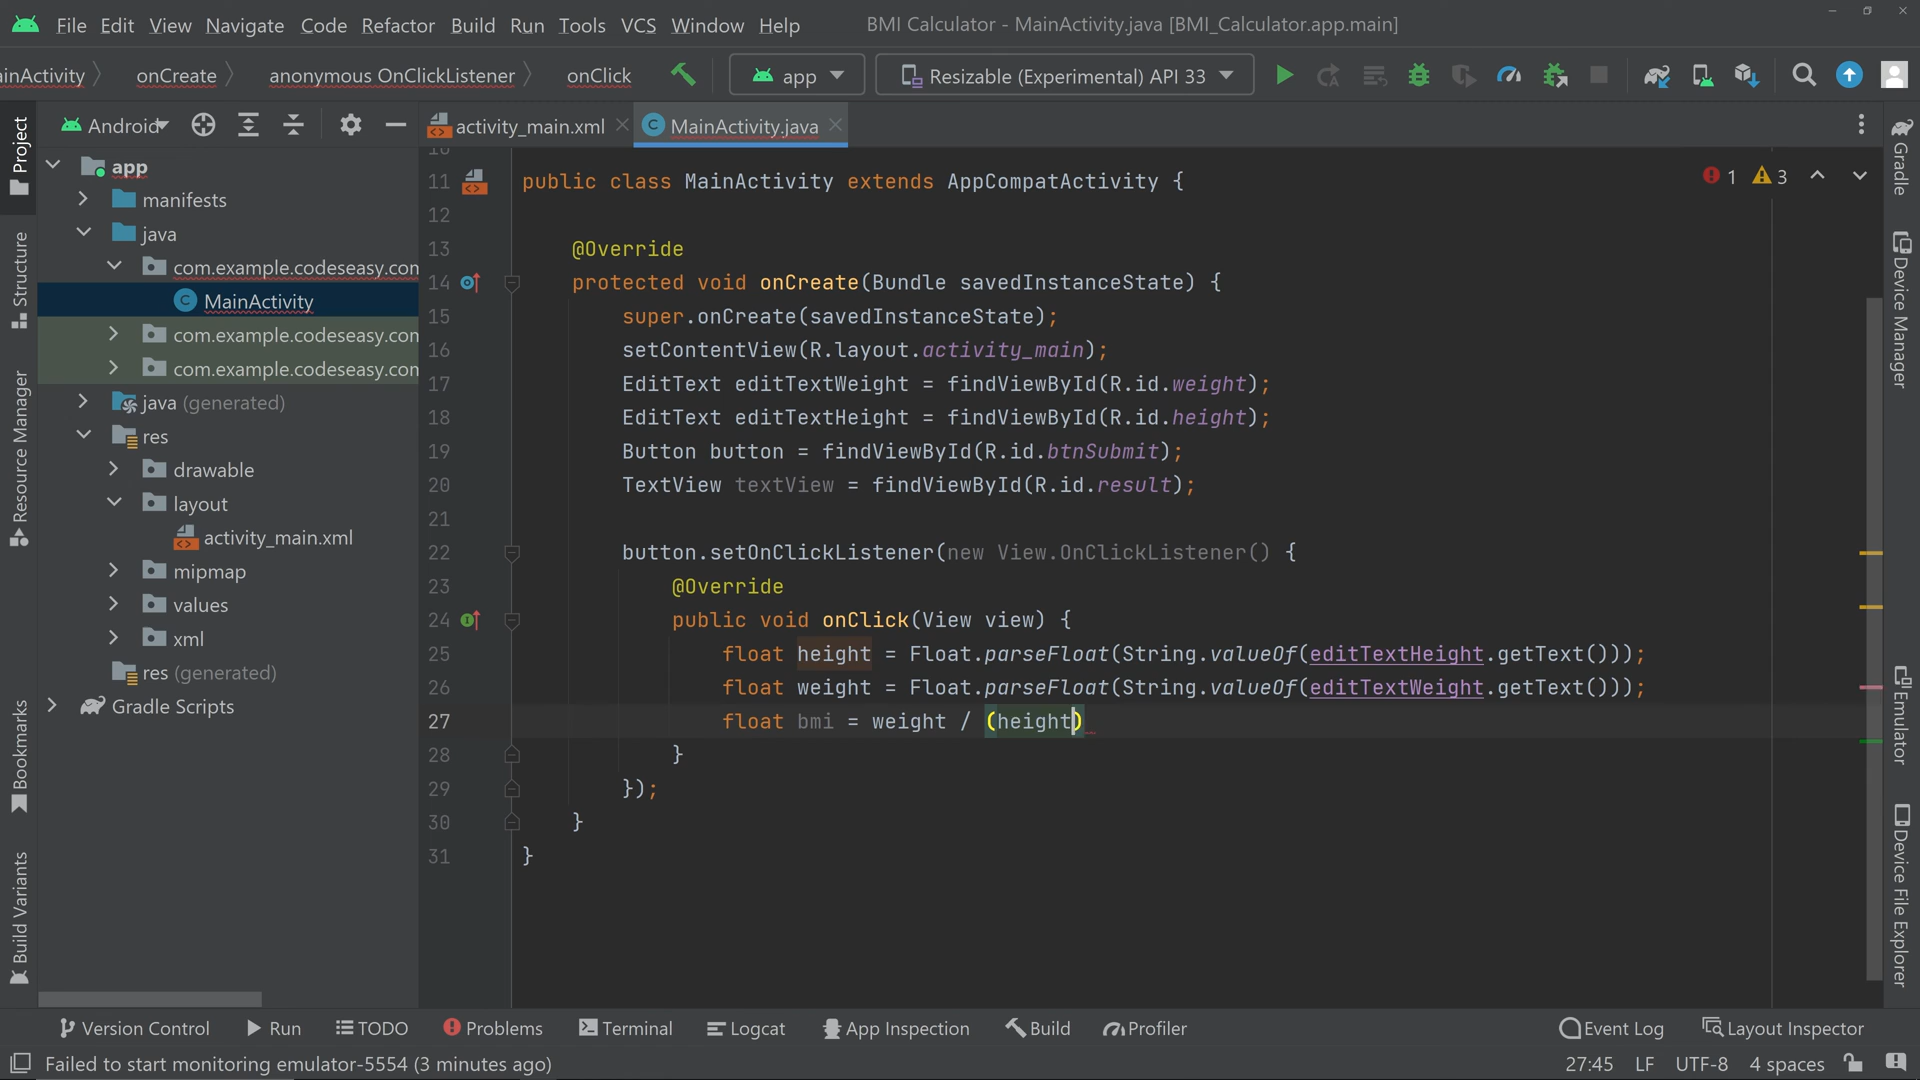 File Edit View Navigate Code Refactor Build Run Tools VCS Window Help
BMI Calculator - MainActivity.java [BMI_Calculator.app.main]
ainActivity onCreate anonymous OnClickListener onClick
app
Resizable (Experimental) API 33
Android
activity_main.xml
MainActivity.java
Project
Structure
Resource Manager
Bookmarks
Build Variants
app
manifests
java
com.example.codeseasy.com
MainActivity
com.example.codeseasy.com
com.example.codeseasy.com
java (generated)
res
drawable
layout
activity_main.xml
mipmap
values
xml
res (generated)
Gradle Scripts
1 3
10
11 public class MainActivity extends AppCompatActivity {
12
13 @Override
14 protected void onCreate(Bundle savedInstanceState) {
15 super.onCreate(savedInstanceState);
16 setContentView(R.layout.activity_main);
17 EditText editTextWeight = findViewById(R.id.weight);
18 EditText editTextHeight = findViewById(R.id.height);
19 Button button = findViewById(R.id.btnSubmit);
20 TextView textView = findViewById(R.id.result);
21
22 button.setOnClickListener(new View.OnClickListener() {
23 @Override
24 public void onClick(View view) {
25 float height = Float.parseFloat(String.valueOf(editTextHeight.getText()));
26 float weight = Float.parseFloat(String.valueOf(editTextWeight.getText()));
27 float bmi = weight / (height)
28 }
29 });
30 }
31 }
Gradle
Device Manager
Emulator
Device File Explorer
Version Control Run TODO Problems Terminal Logcat App Inspection Build Profiler Event Log Layout Inspector
Failed to start monitoring emulator-5554 (3 minutes ago)
27:45 LF UTF-8 4 spaces